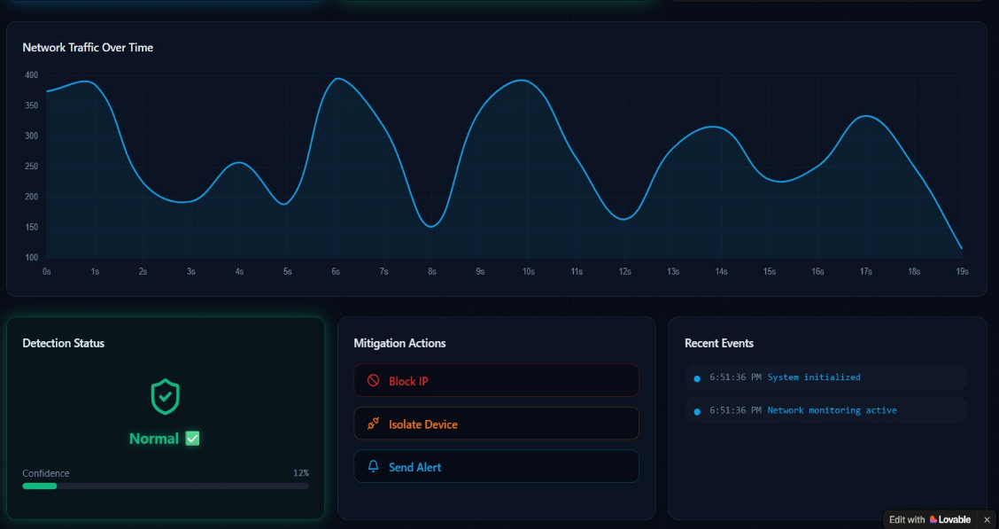 Network Traffic Over Time
400
350
300
250
200
150
100
0s 1s 2s 3s 4s 5s 6s 7s 8s 9s 10s 11s 12s 13s 14s 15s 16s 17s 18s 19s
Detection Status
Normal ✅
Confidence 12%
Mitigation Actions
Block IP
Isolate Device
Send Alert
Recent Events
6:51:36 PM System initialized
6:51:36 PM Network monitoring active
Edit with Lovable ×